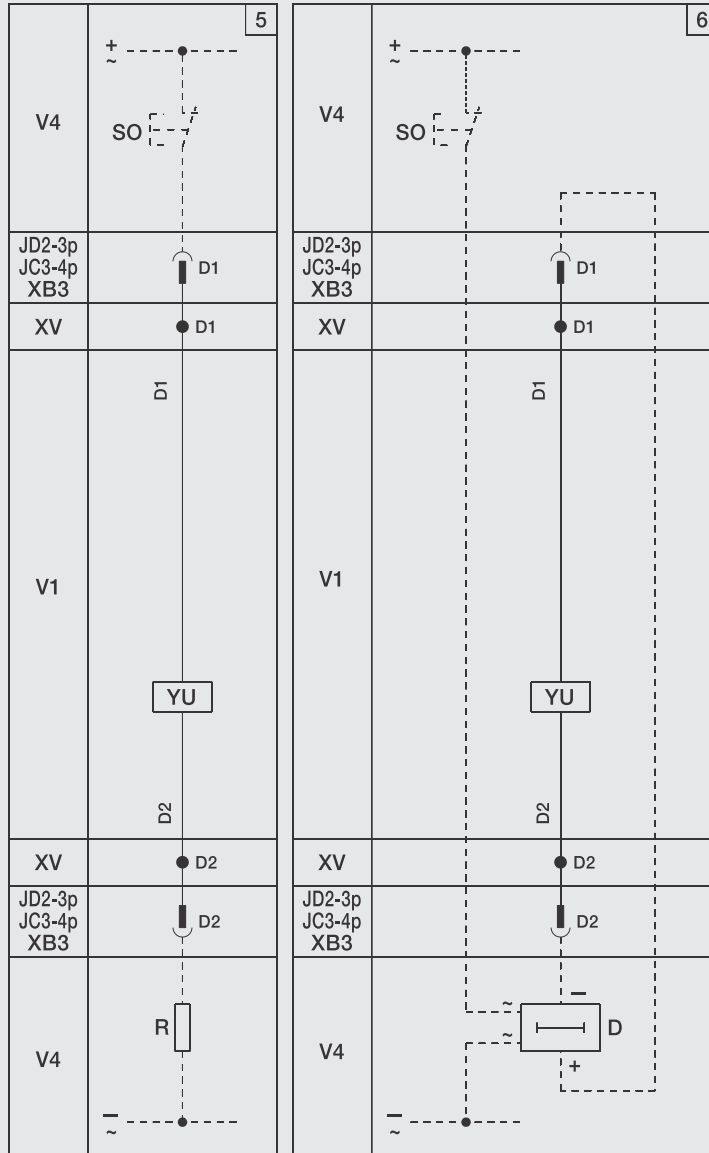 5
+
~
V4
SO
JD2-3p
JC3-4p
XB3
D1
XV
D1
D1
V1
YU
D2
XV
D2
JD2-3p
JC3-4p
XB3
D2
R
V4
−
~
6
+
~
V4
SO
JD2-3p
JC3-4p
XB3
D1
XV
D1
D1
V1
YU
D2
XV
D2
JD2-3p
JC3-4p
XB3
D2
−
~
~
D
V4
+
−
~